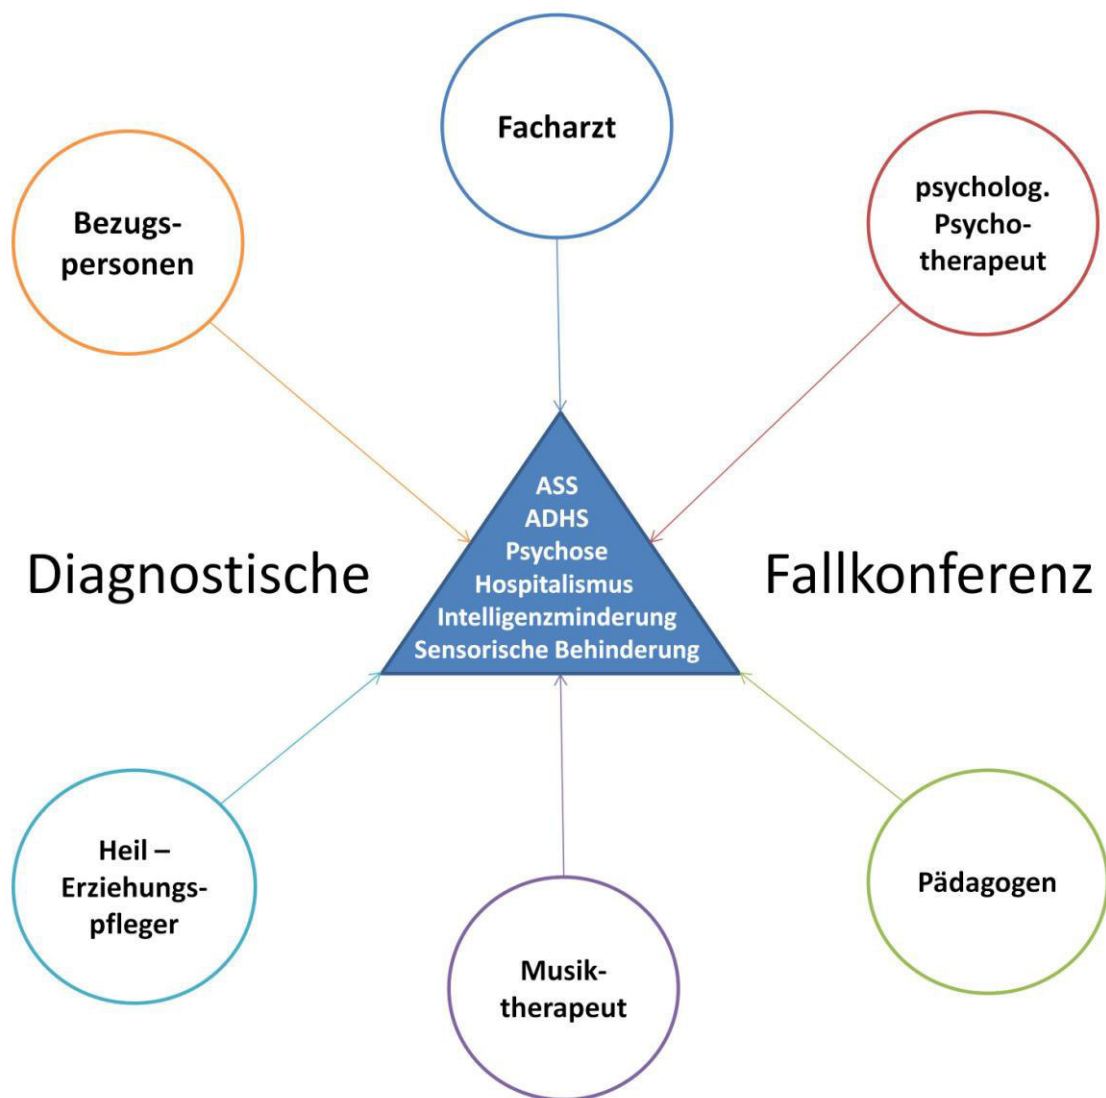 Facharzt
Bezugs-
personen
psycholog.
Psycho-
therapeut
ASS
ADHS
Psychose
Hospitalismus
Intelligenzminderung
Sensorische Behinderung
Diagnostische
Fallkonferenz
Heil –
Erziehungs-
pfleger
Musik-
therapeut
Pädagogen